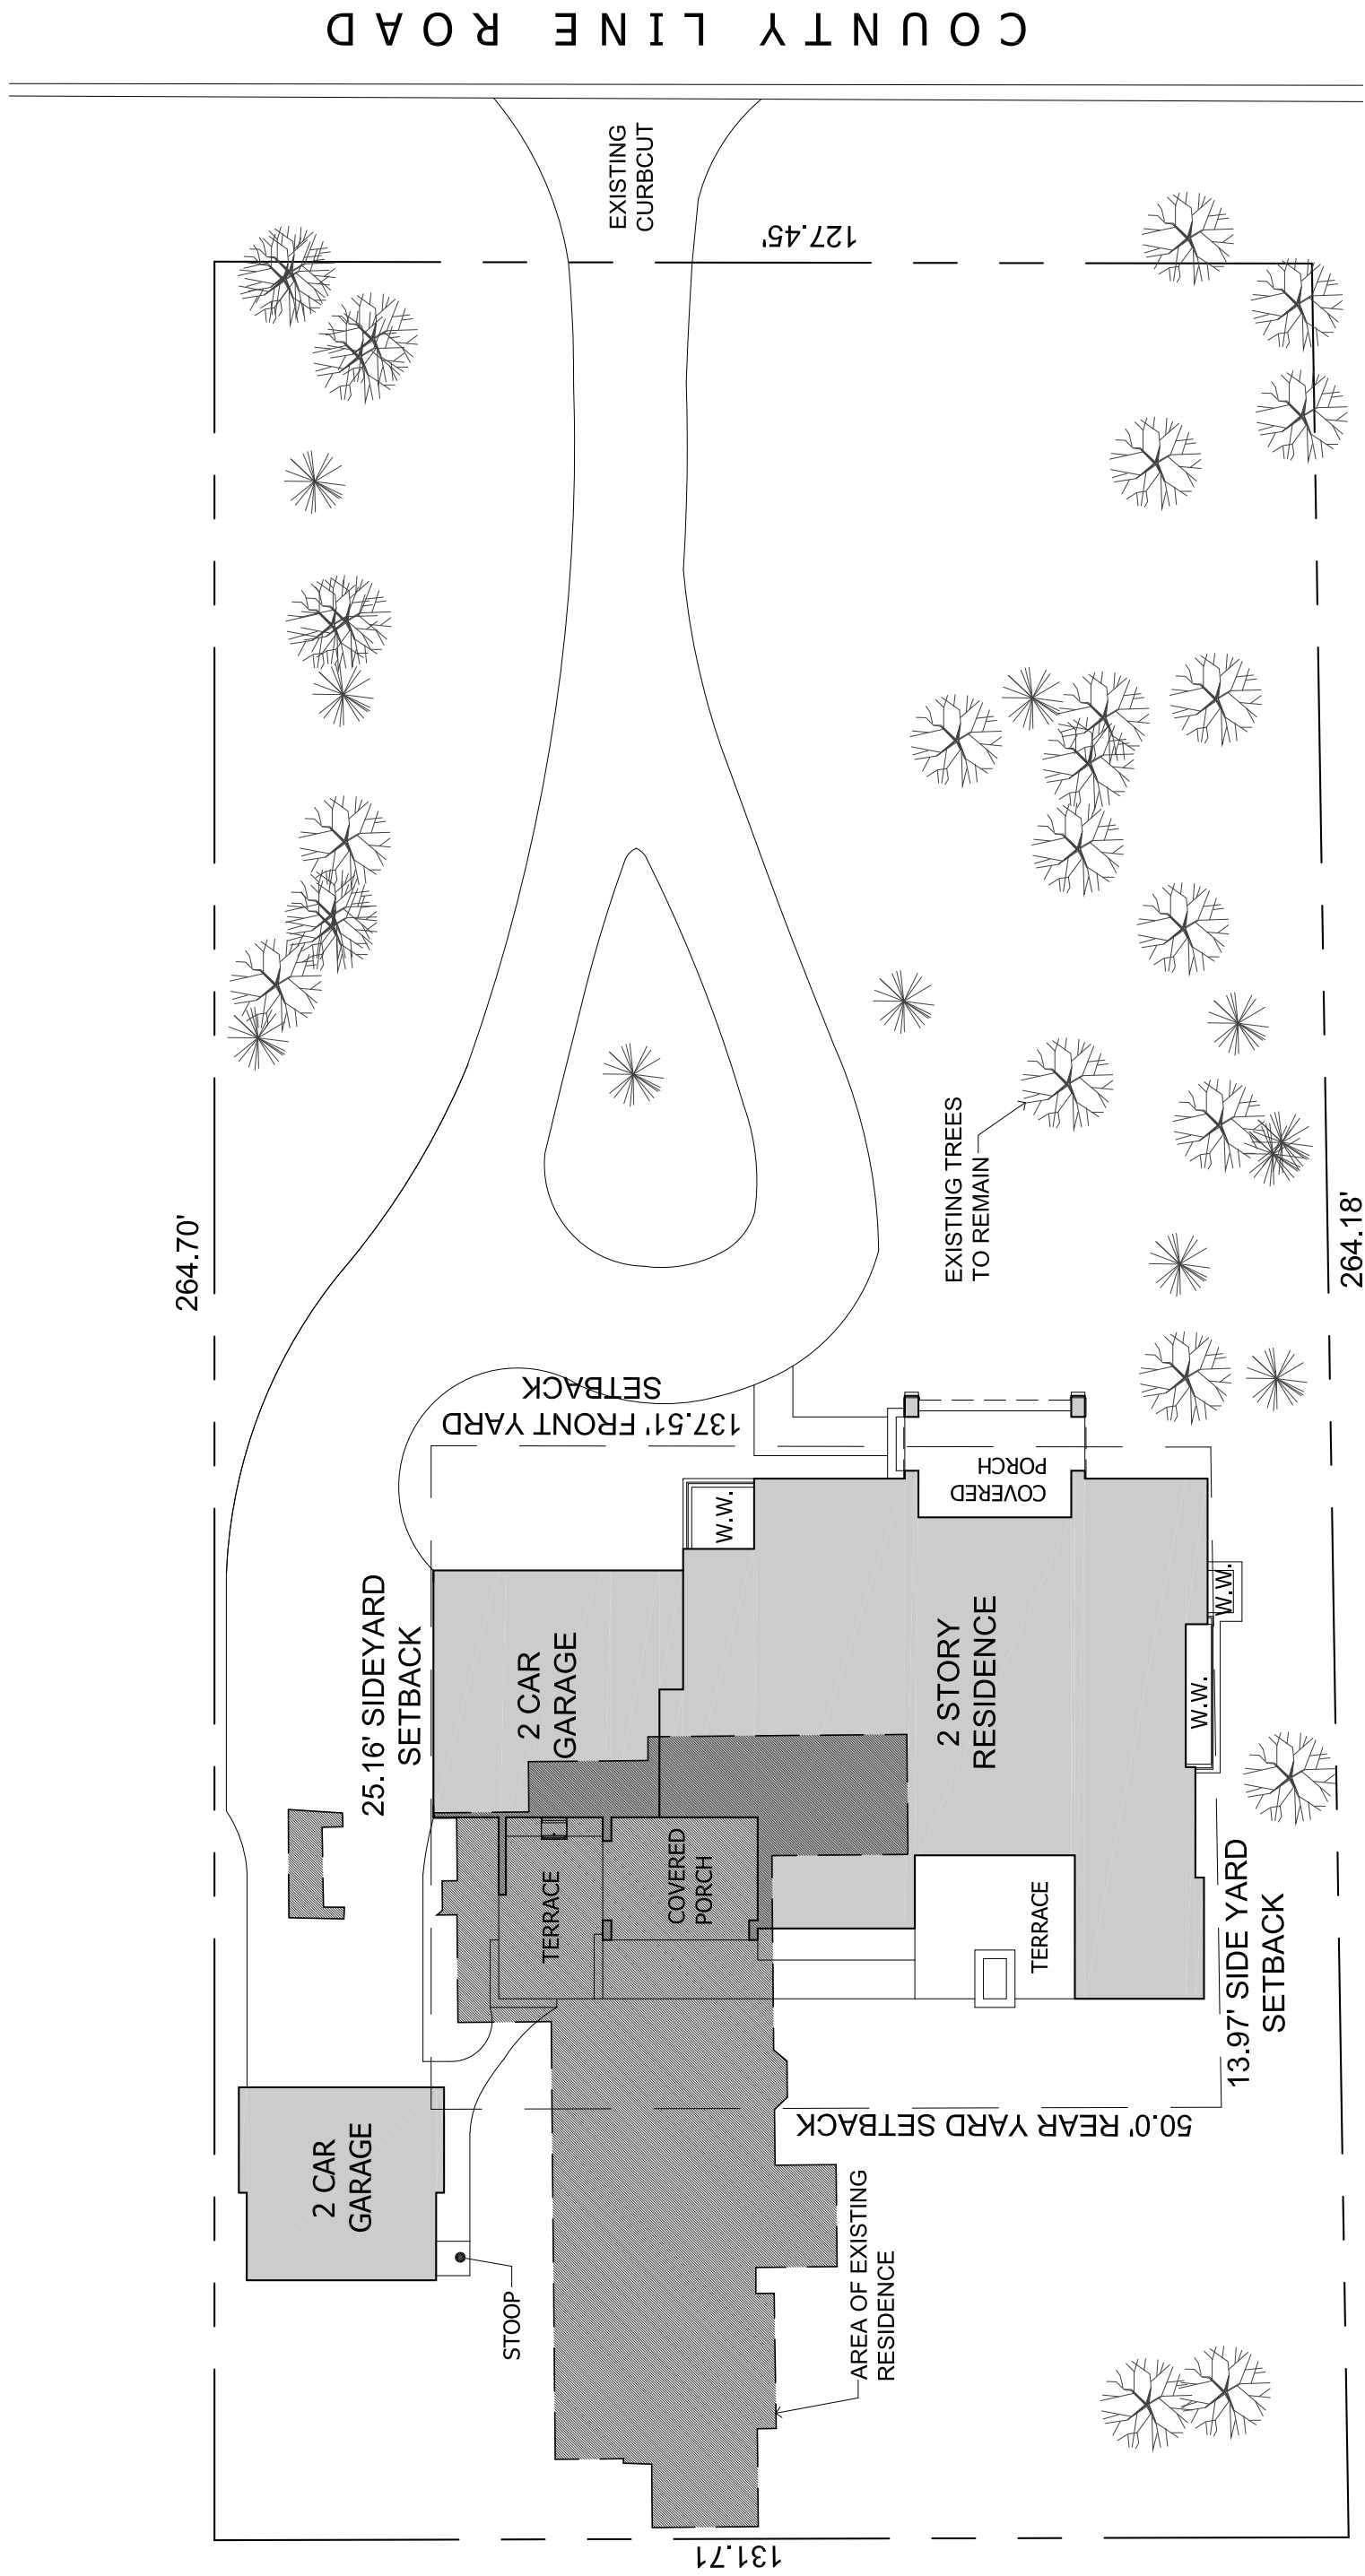 COUNTY LINE ROAD
EXISTING
CURBCUT
127.45'
264.70'
EXISTING TREES
TO REMAIN
264.18'
137.51' FRONT YARD
SETBACK
COVERED
PORCH
W.W.
W.W.
W.W.
25.16' SIDEYARD
SETBACK
2 CAR
GARAGE
2 STORY
RESIDENCE
TERRACE
COVERED
PORCH
TERRACE
13.97' SIDE YARD
SETBACK
50.0' REAR YARD SETBACK
2 CAR
GARAGE
STOOP
AREA OF EXISTING
RESIDENCE
131.71